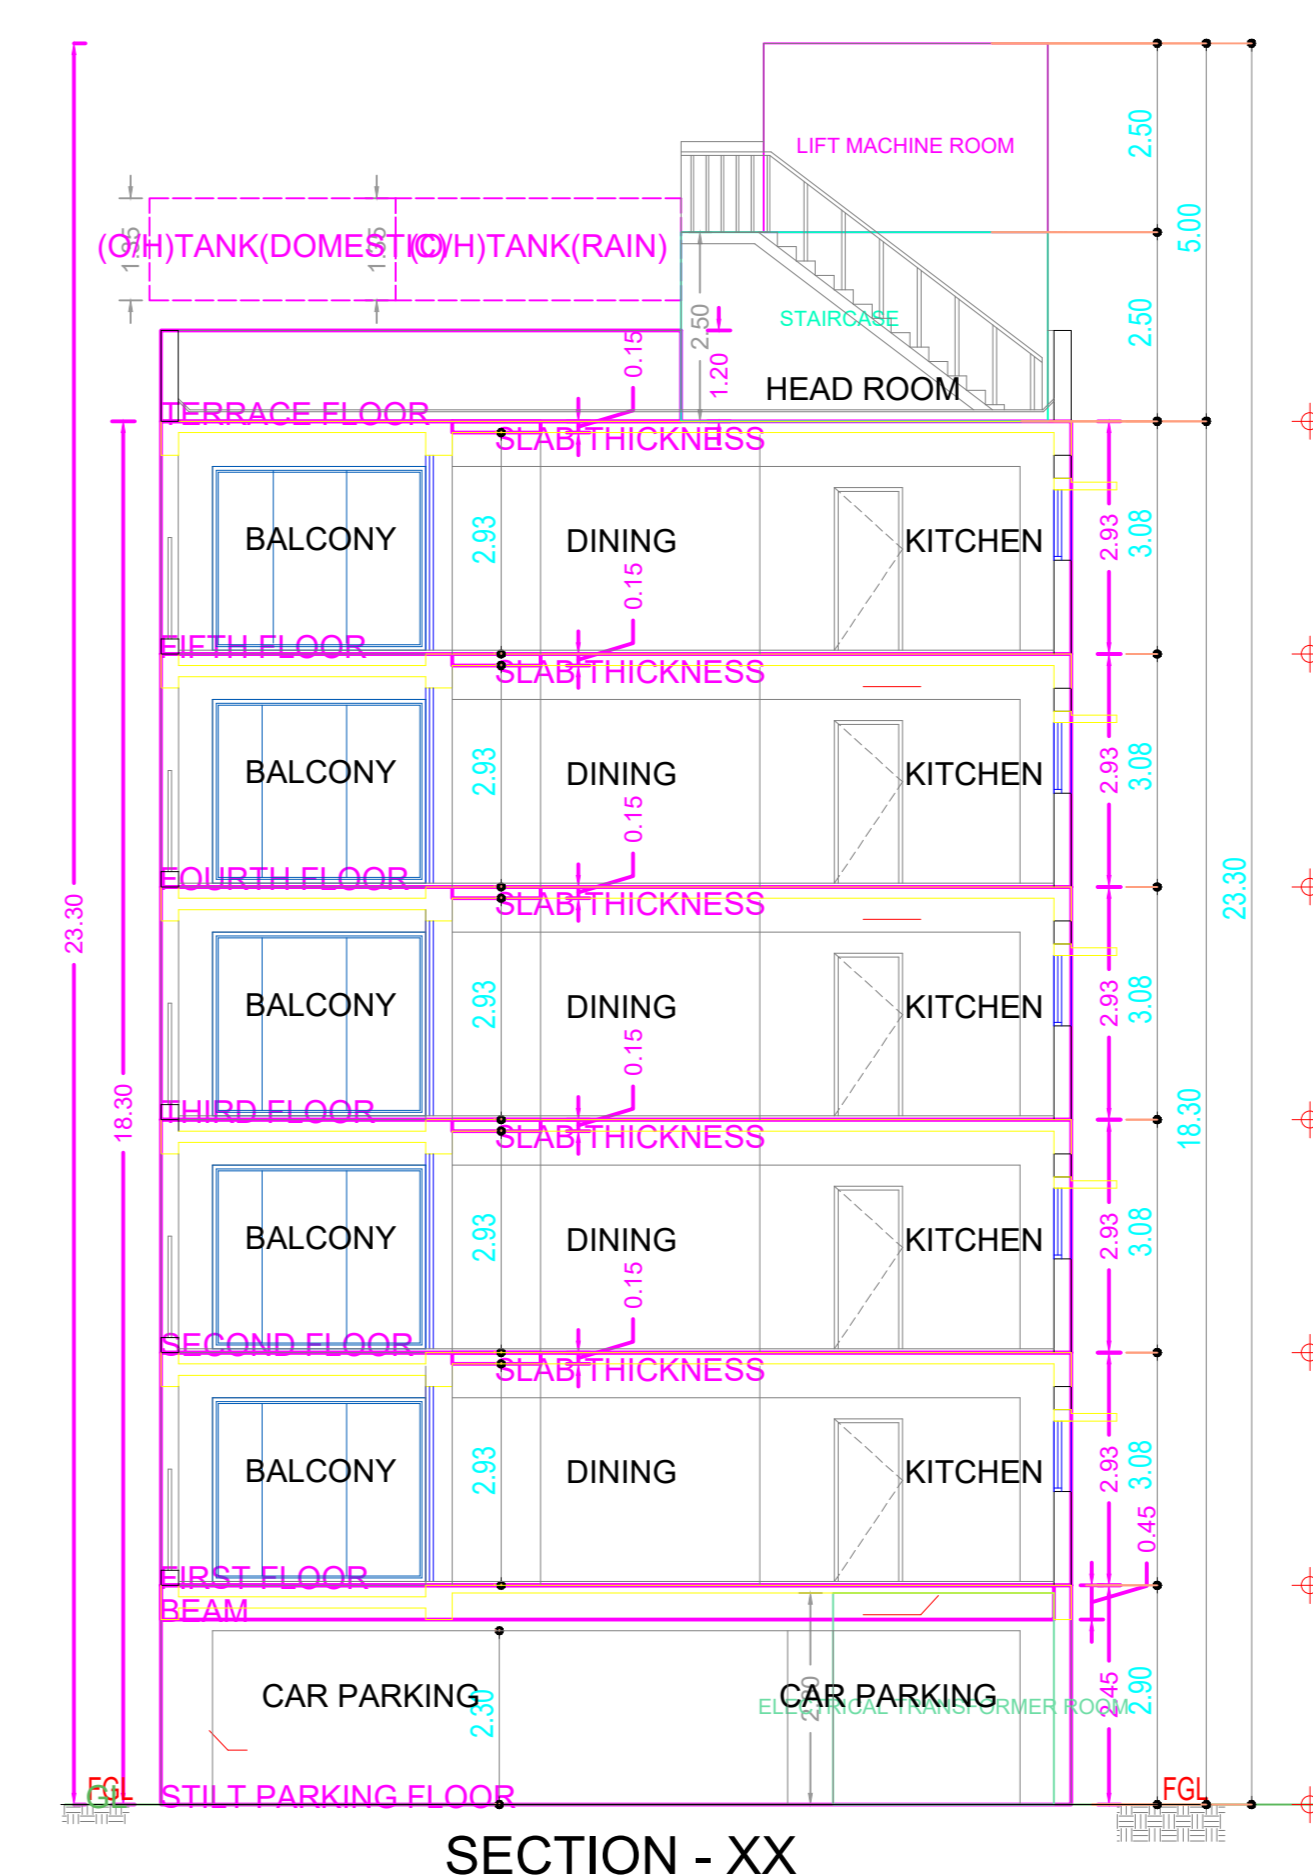 2.50
LIFT MACHINE ROOM
5.00
(O/H)TANK(DOMESTIC)
(O/H)TANK(RAIN)
2.50
STAIRCASE
2.50
0.15
1.20
HEAD ROOM
TERRACE FLOOR
SLAB THICKNESS
BALCONY
2.93
DINING
KITCHEN
2.93
3.08
0.15
FIFTH FLOOR
SLAB THICKNESS
BALCONY
2.93
DINING
KITCHEN
2.93
3.08
0.15
FOURTH FLOOR
SLAB THICKNESS
23.30
23.30
BALCONY
2.93
DINING
KITCHEN
2.93
3.08
0.15
THIRD FLOOR
SLAB THICKNESS
18.30
18.30
BALCONY
2.93
DINING
KITCHEN
2.93
3.08
0.15
SECOND FLOOR
SLAB THICKNESS
BALCONY
2.93
DINING
KITCHEN
2.93
3.08
0.45
FIRST FLOOR
BEAM
CAR PARKING
2.30
CAR PARKING
ELECTRICAL TRANSFORMER ROOM
2.45
2.90
FGL
GL
STILT PARKING FLOOR
FGL
SECTION - XX